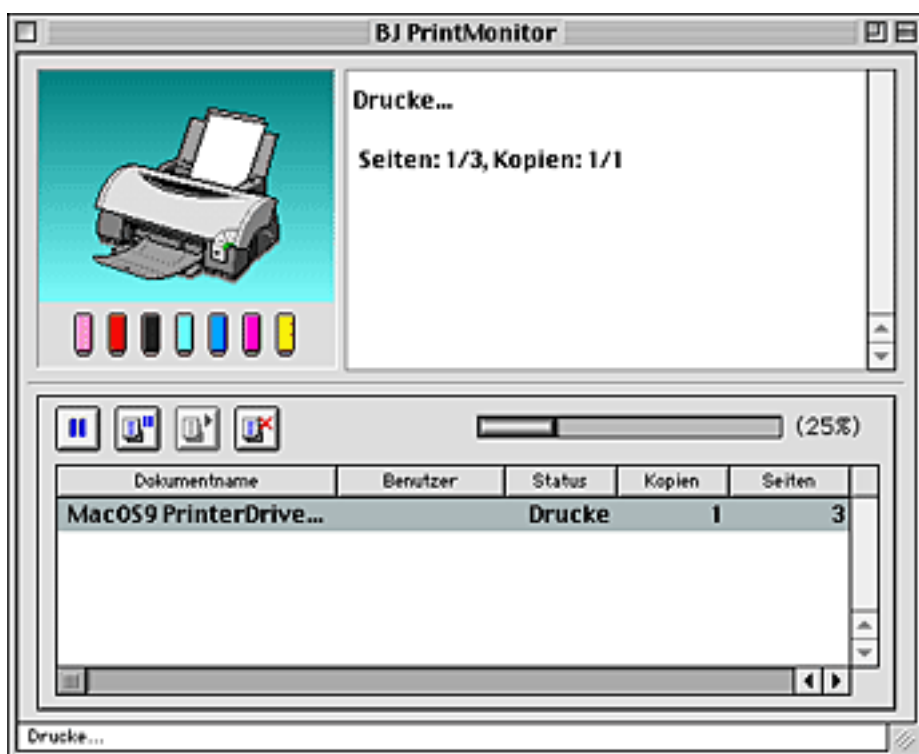 BJ PrintMonitor
Drucke...
Seiten: 1/3, Kopien: 1/1
(25%)
Dokumentname Benutzer Status Kopien Seiten
MacOS9 PrinterDrive... Drucke 1 3
Drucke...